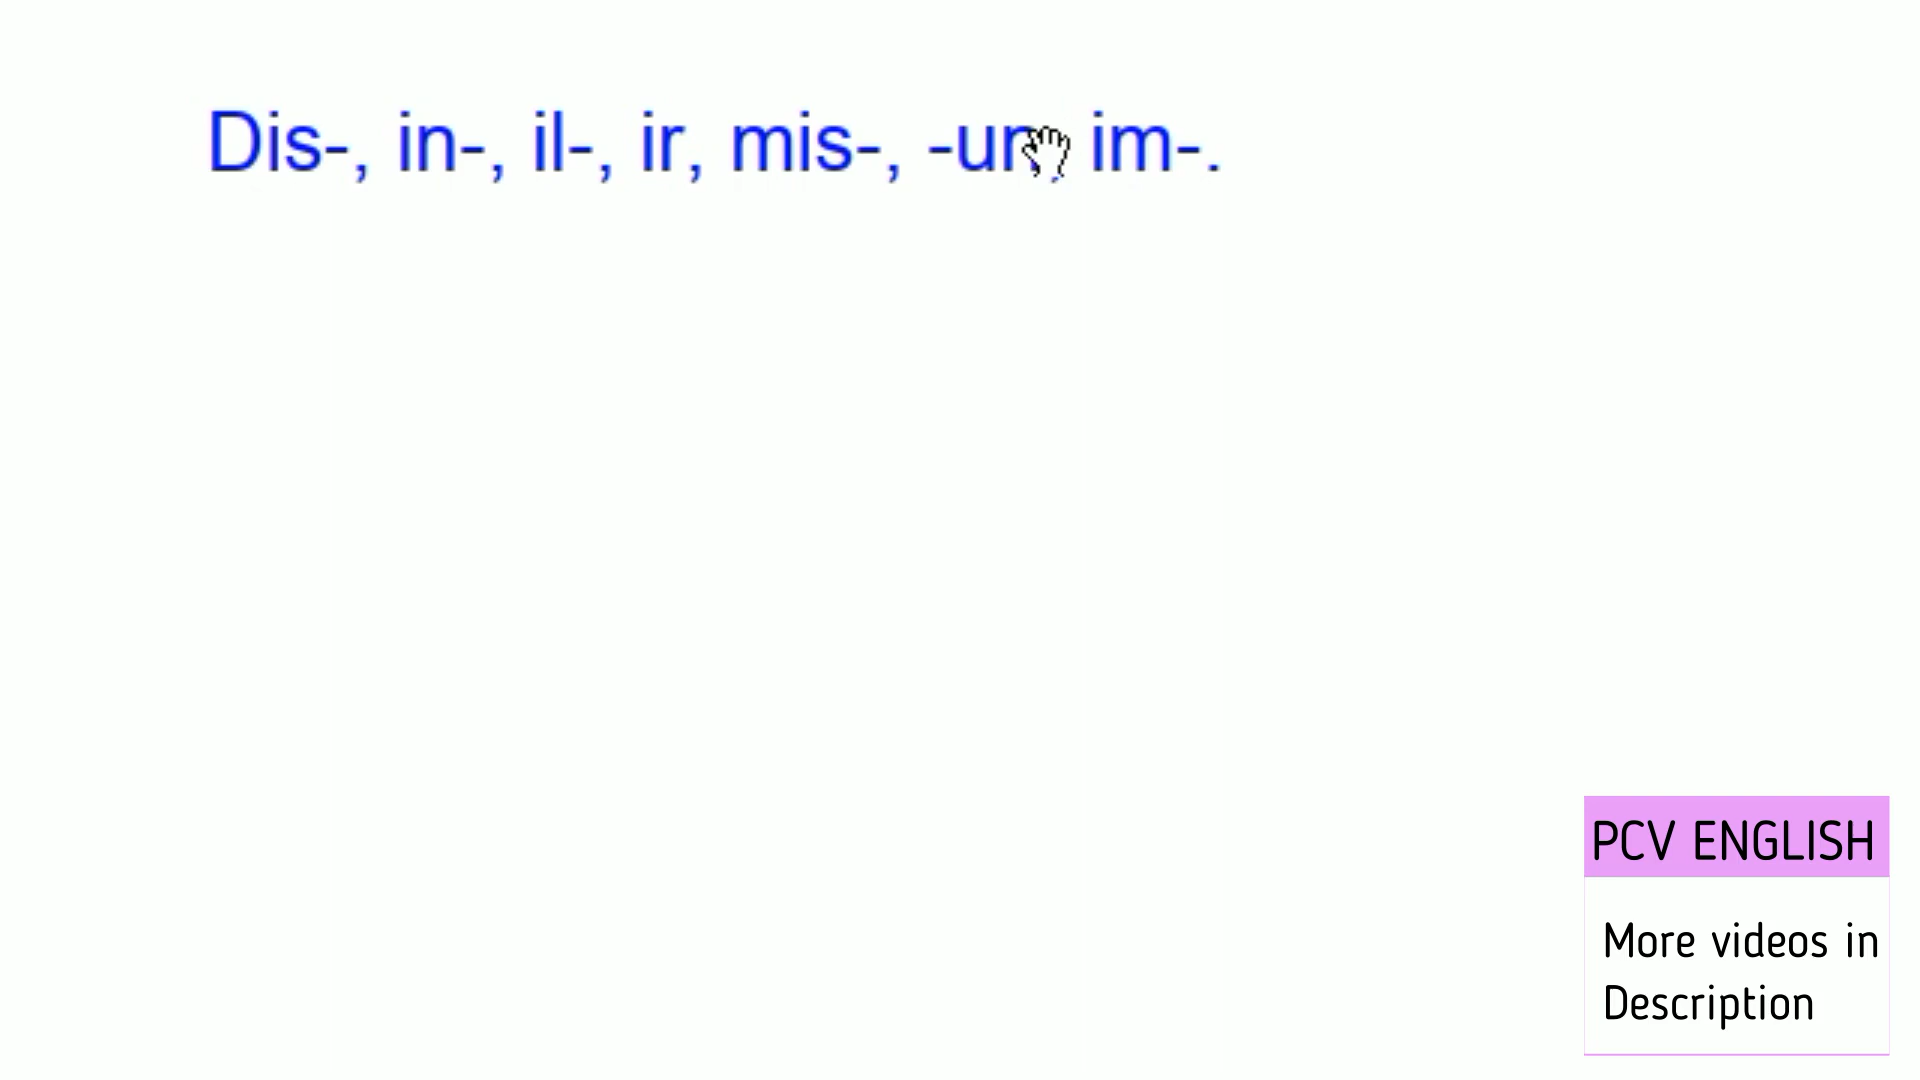 Dis-, in-, il-, ir, mis-, -un, im-.
PCV ENGLISH
More videos in
Description